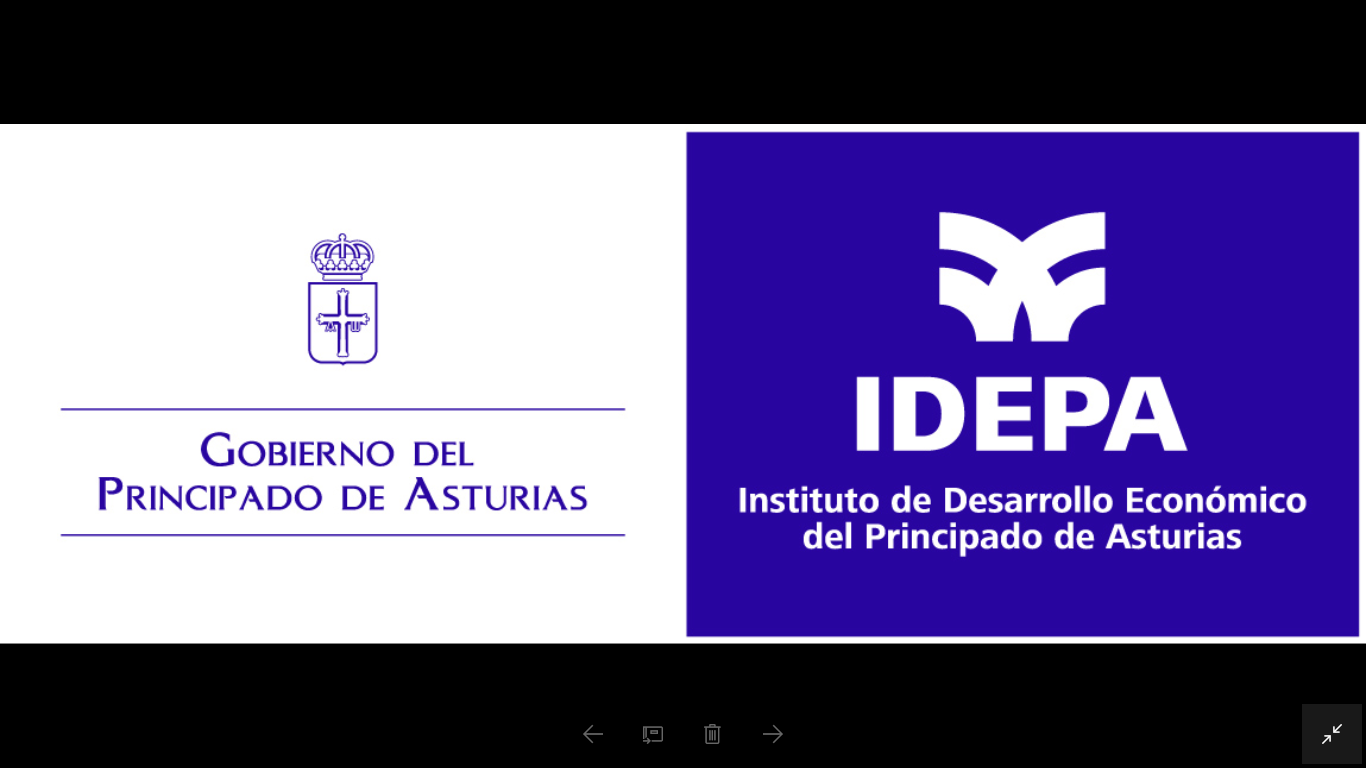 Gobierno del
Principado de Asturias
IDEPA
Instituto de Desarrollo Económico
del Principado de Asturias